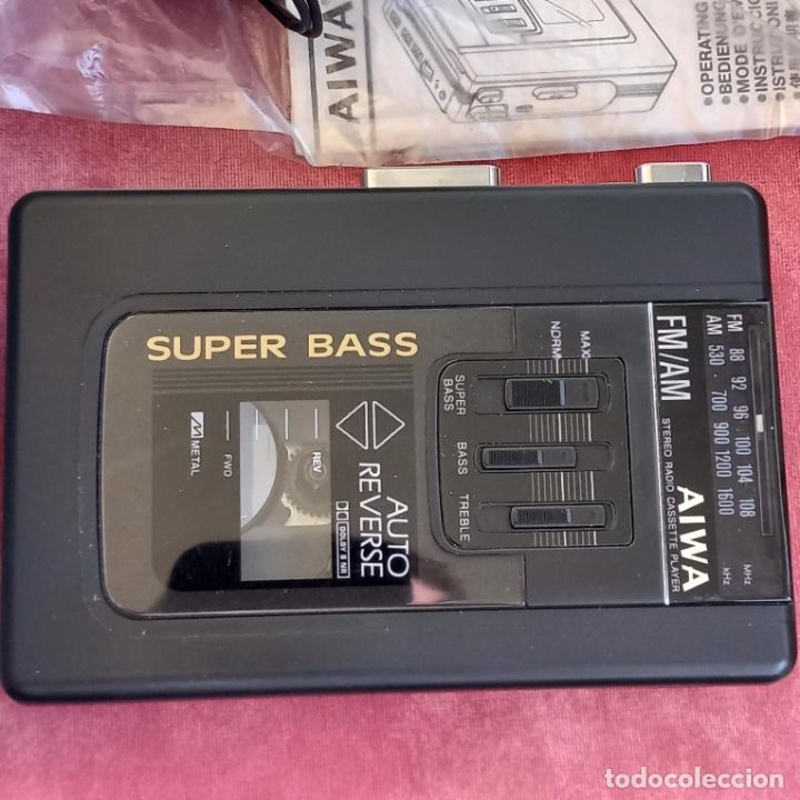 AIWA
•OPERATING
•BEDIENUN
•MODE D'E
•INSTRUCCIO
•ISTRUZIONI
SUPER BASS
FM 88 92 96 100 104 108 MHz
AM 530 700 900 1200 1600 kHz
FM/AM
STEREO RADIO CASSETTE PLAYER
AIWA
MAX
NORM
SUPER BASS
BASS
TREBLE
AUTO
REVERSE
DOLBY B NR
REV
FWD
METAL
todocoleccion